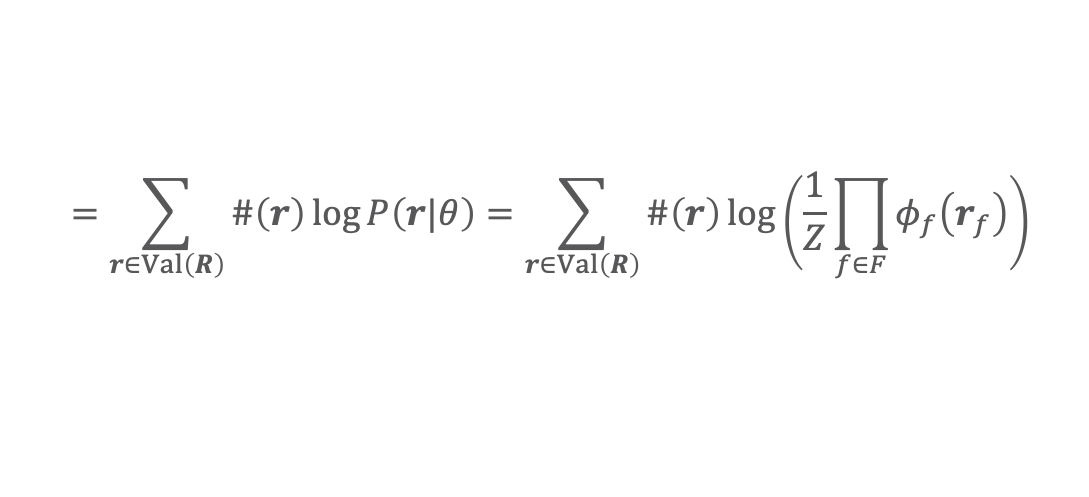 = ∑_{r∈Val(R)} #(r) log P(r|θ) = ∑_{r∈Val(R)} #(r) log (1/Z ∏_{f∈F} ϕ_f(r_f))